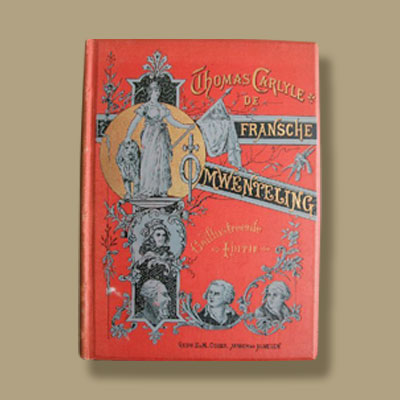 Thomas Carlyle
DE
FRANSCHE
OMWENTELING
Geïllustreerde
Editie